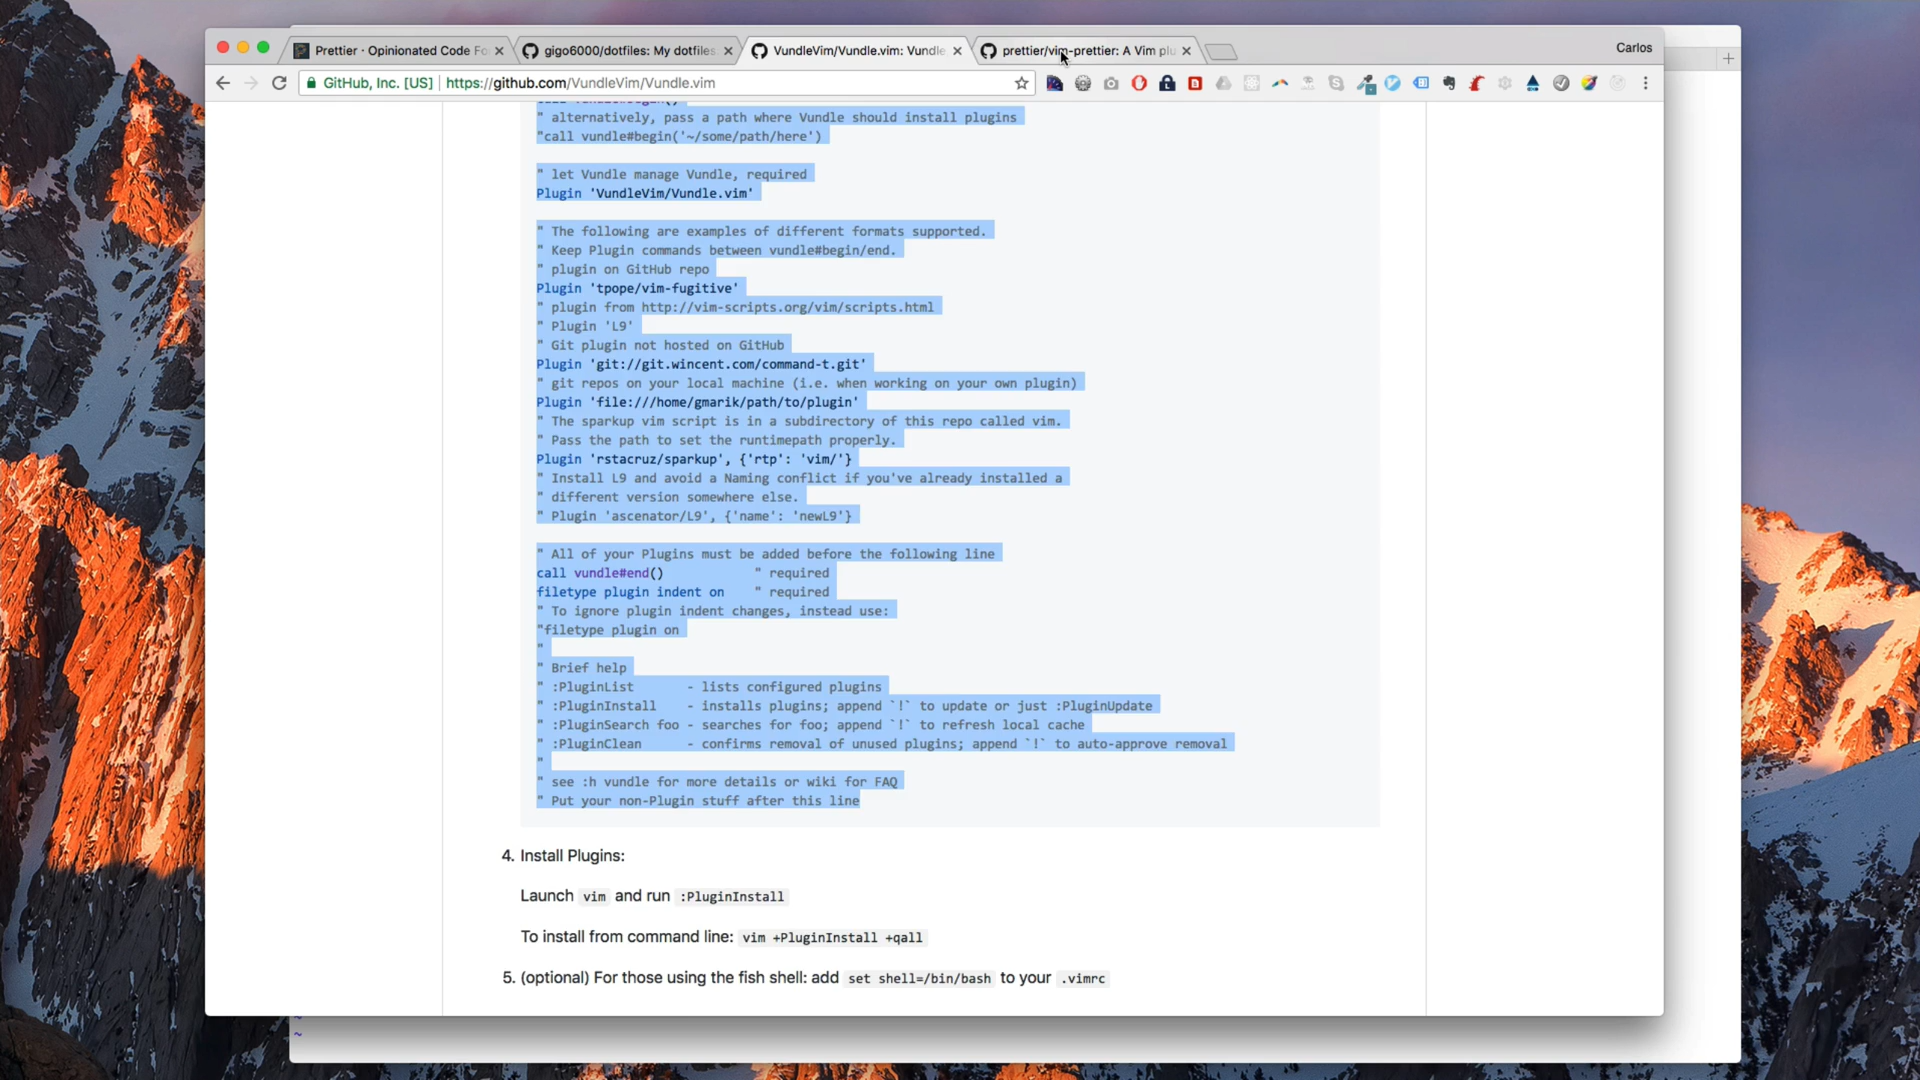 Prettier · Opinionated Code Fo
gigo6000/dotfiles: My dotfiles
VundleVim/Vundle.vim: Vundle
prettier/vim-prettier: A Vim plu
Carlos
GitHub, Inc. [US] https://github.com/VundleVim/Vundle.vim
" alternatively, pass a path where Vundle should install plugins
"call vundle#begin('~/some/path/here')
" let Vundle manage Vundle, required
Plugin 'VundleVim/Vundle.vim'
" The following are examples of different formats supported.
" Keep Plugin commands between vundle#begin/end.
" plugin on GitHub repo
Plugin 'tpope/vim-fugitive'
" plugin from http://vim-scripts.org/vim/scripts.html
" Plugin 'L9'
" Git plugin not hosted on GitHub
Plugin 'git://git.wincent.com/command-t.git'
" git repos on your local machine (i.e. when working on your own plugin)
Plugin 'file:///home/gmarik/path/to/plugin'
" The sparkup vim script is in a subdirectory of this repo called vim.
" Pass the path to set the runtimepath properly.
Plugin 'rstacruz/sparkup', {'rtp': 'vim/'}
" Install L9 and avoid a Naming conflict if you've already installed a
" different version somewhere else.
" Plugin 'ascenator/L9', {'name': 'newL9'}
" All of your Plugins must be added before the following line
call vundle#end() " required
filetype plugin indent on " required
" To ignore plugin indent changes, instead use:
"filetype plugin on
"
" Brief help
" :PluginList - lists configured plugins
" :PluginInstall - installs plugins; append `!` to update or just :PluginUpdate
" :PluginSearch foo - searches for foo; append `!` to refresh local cache
" :PluginClean - confirms removal of unused plugins; append `!` to auto-approve removal
"
" see :h vundle for more details or wiki for FAQ
" Put your non-Plugin stuff after this line
4. Install Plugins:
Launch vim and run :PluginInstall
To install from command line: vim +PluginInstall +qall
5. (optional) For those using the fish shell: add set shell=/bin/bash to your .vimrc
~